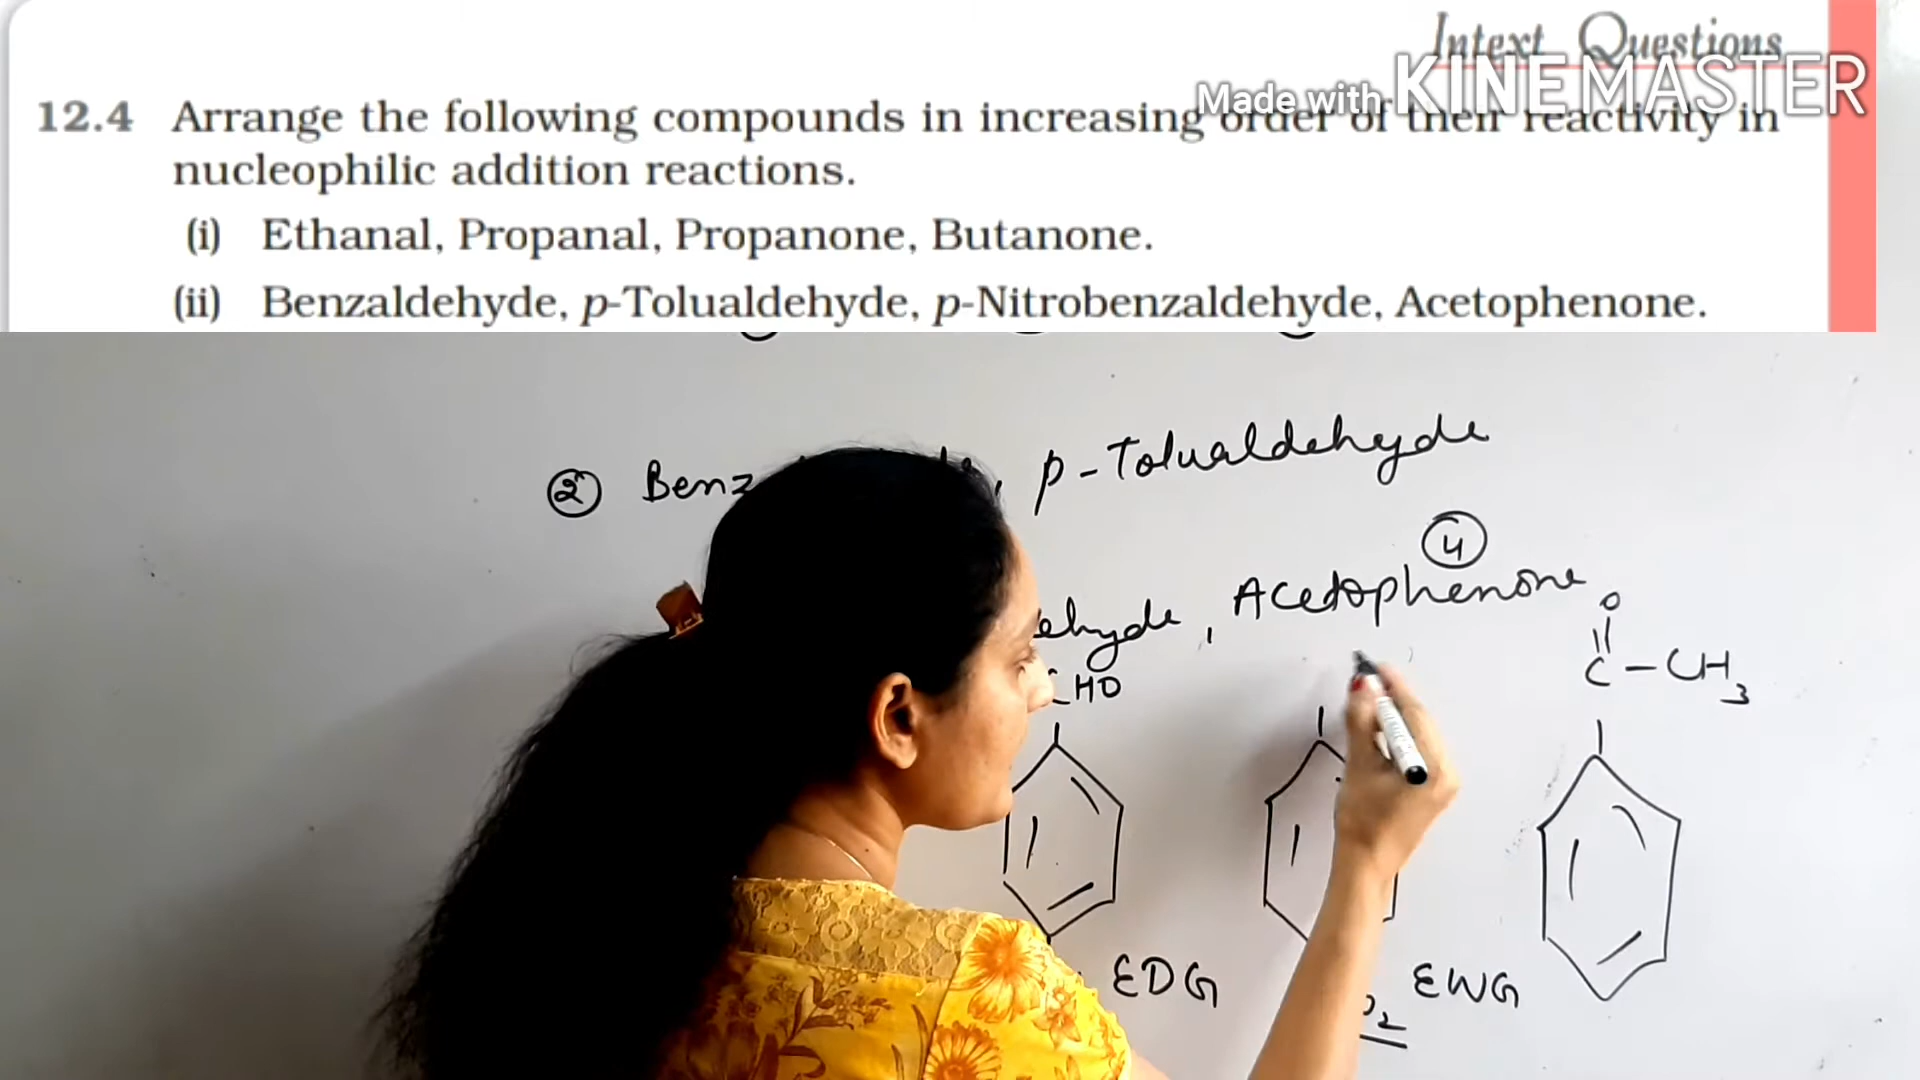 Intext Questions
Made with KINEMASTER
12.4 Arrange the following compounds in increasing order of their reactivity in
nucleophilic addition reactions.
(i) Ethanal, Propanal, Propanone, Butanone.
(ii) Benzaldehyde, p-Tolualdehyde, p-Nitrobenzaldehyde, Acetophenone.
② p-Tolualdehyde
④
, Acetophenone
O
CHO C-CH3
EDG EWG